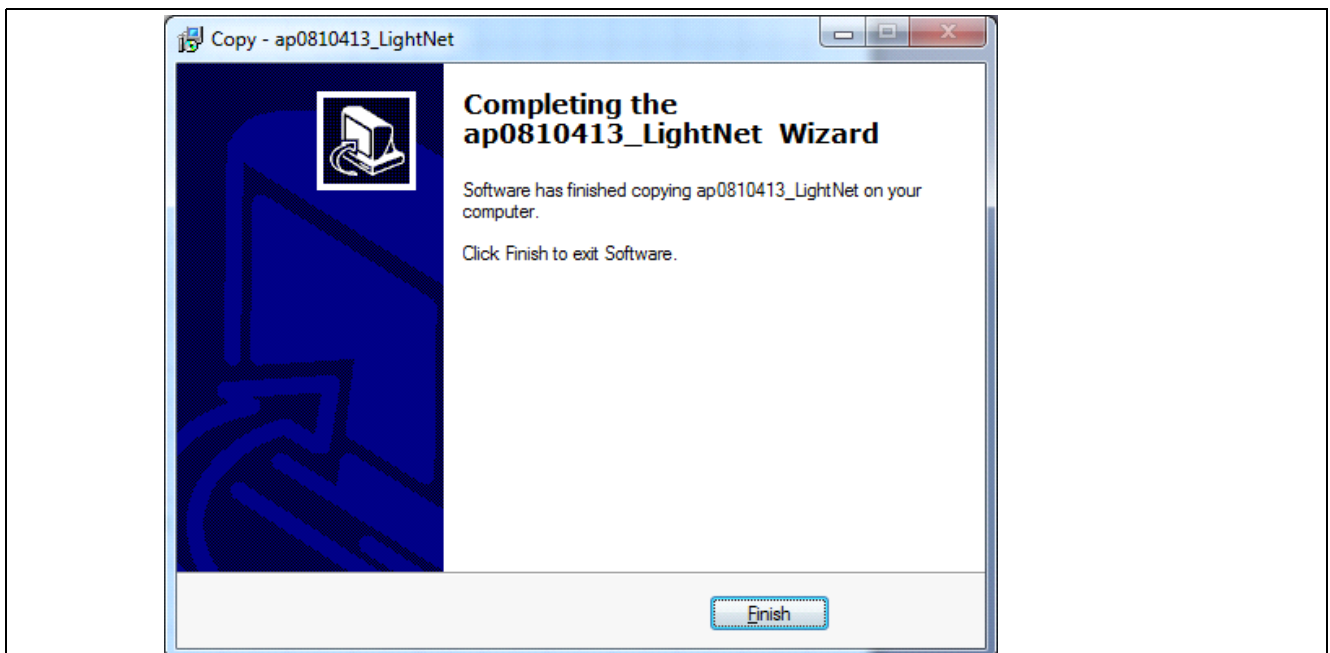 Copy - ap0810413_LightNet
Completing the
ap0810413_LightNet Wizard
Software has finished copying ap0810413_LightNet on your
computer.
Click Finish to exit Software.
Finish